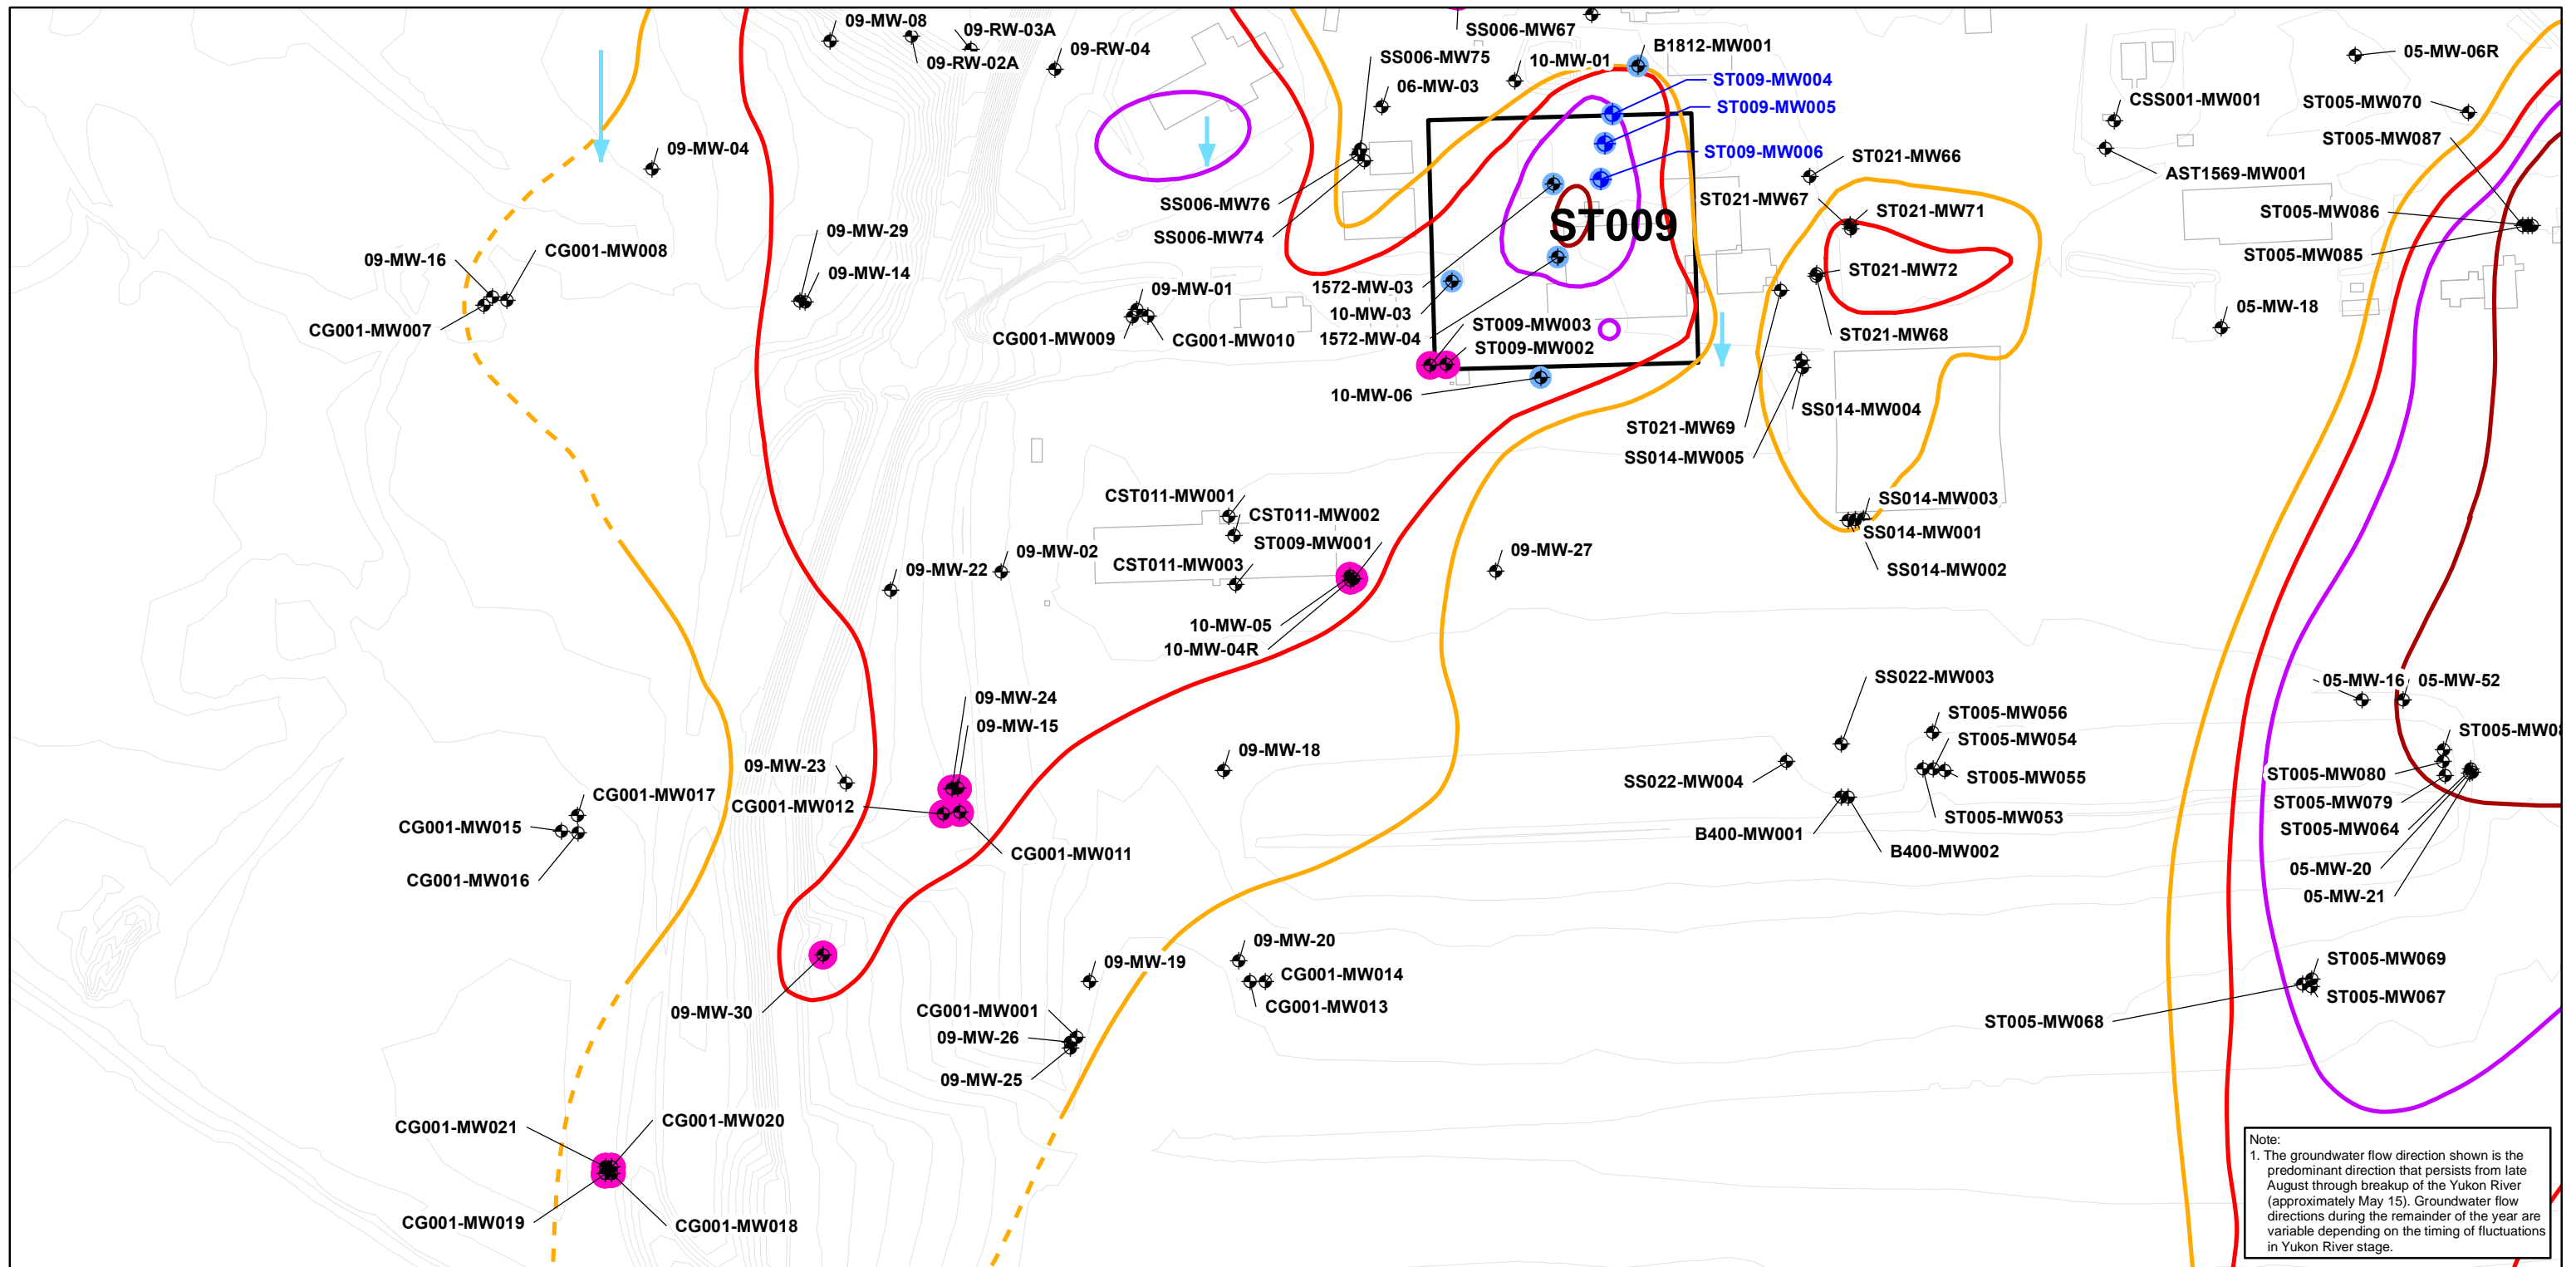 09-MW-08
09-RW-03A
09-RW-02A
09-RW-04
SS006-MW67
SS006-MW75
10-MW-01
B1812-MW001
06-MW-03
ST009-MW004
ST009-MW005
ST009-MW006
05-MW-06R
CSS001-MW001
ST005-MW070
ST005-MW087
09-MW-04
ST021-MW66
AST1569-MW001
SS006-MW76
ST021-MW67
ST021-MW71
ST005-MW086
SS006-MW74
ST009
ST005-MW085
09-MW-29
09-MW-16
CG001-MW008
09-MW-14
ST021-MW72
1572-MW-03
09-MW-01
10-MW-03
05-MW-18
CG001-MW007
CG001-MW009
CG001-MW010
ST009-MW003
1572-MW-04
ST009-MW002
ST021-MW68
10-MW-06
SS014-MW004
ST021-MW69
SS014-MW005
CST011-MW001
SS014-MW003
CST011-MW002
ST009-MW001
SS014-MW001
09-MW-02
09-MW-27
CST011-MW003
09-MW-22
SS014-MW002
10-MW-05
10-MW-04R
SS022-MW003
05-MW-16
05-MW-52
09-MW-24
09-MW-15
ST005-MW056
ST005-MW054
ST005-MW08
09-MW-18
09-MW-23
SS022-MW004
ST005-MW055
ST005-MW080
CG001-MW017
CG001-MW012
ST005-MW079
CG001-MW015
ST005-MW053
ST005-MW064
B400-MW001
B400-MW002
CG001-MW011
05-MW-20
CG001-MW016
05-MW-21
09-MW-20
09-MW-19
ST005-MW069
CG001-MW014
ST005-MW067
CG001-MW013
09-MW-30
CG001-MW001
ST005-MW068
09-MW-26
09-MW-25
CG001-MW021
CG001-MW020
CG001-MW019
CG001-MW018
Note:
1. The groundwater flow direction shown is the
predominant direction that persists from late
August through breakup of the Yukon River
(approximately May 15). Groundwater flow
directions during the remainder of the year are
variable depending on the timing of fluctuations
in Yukon River stage.